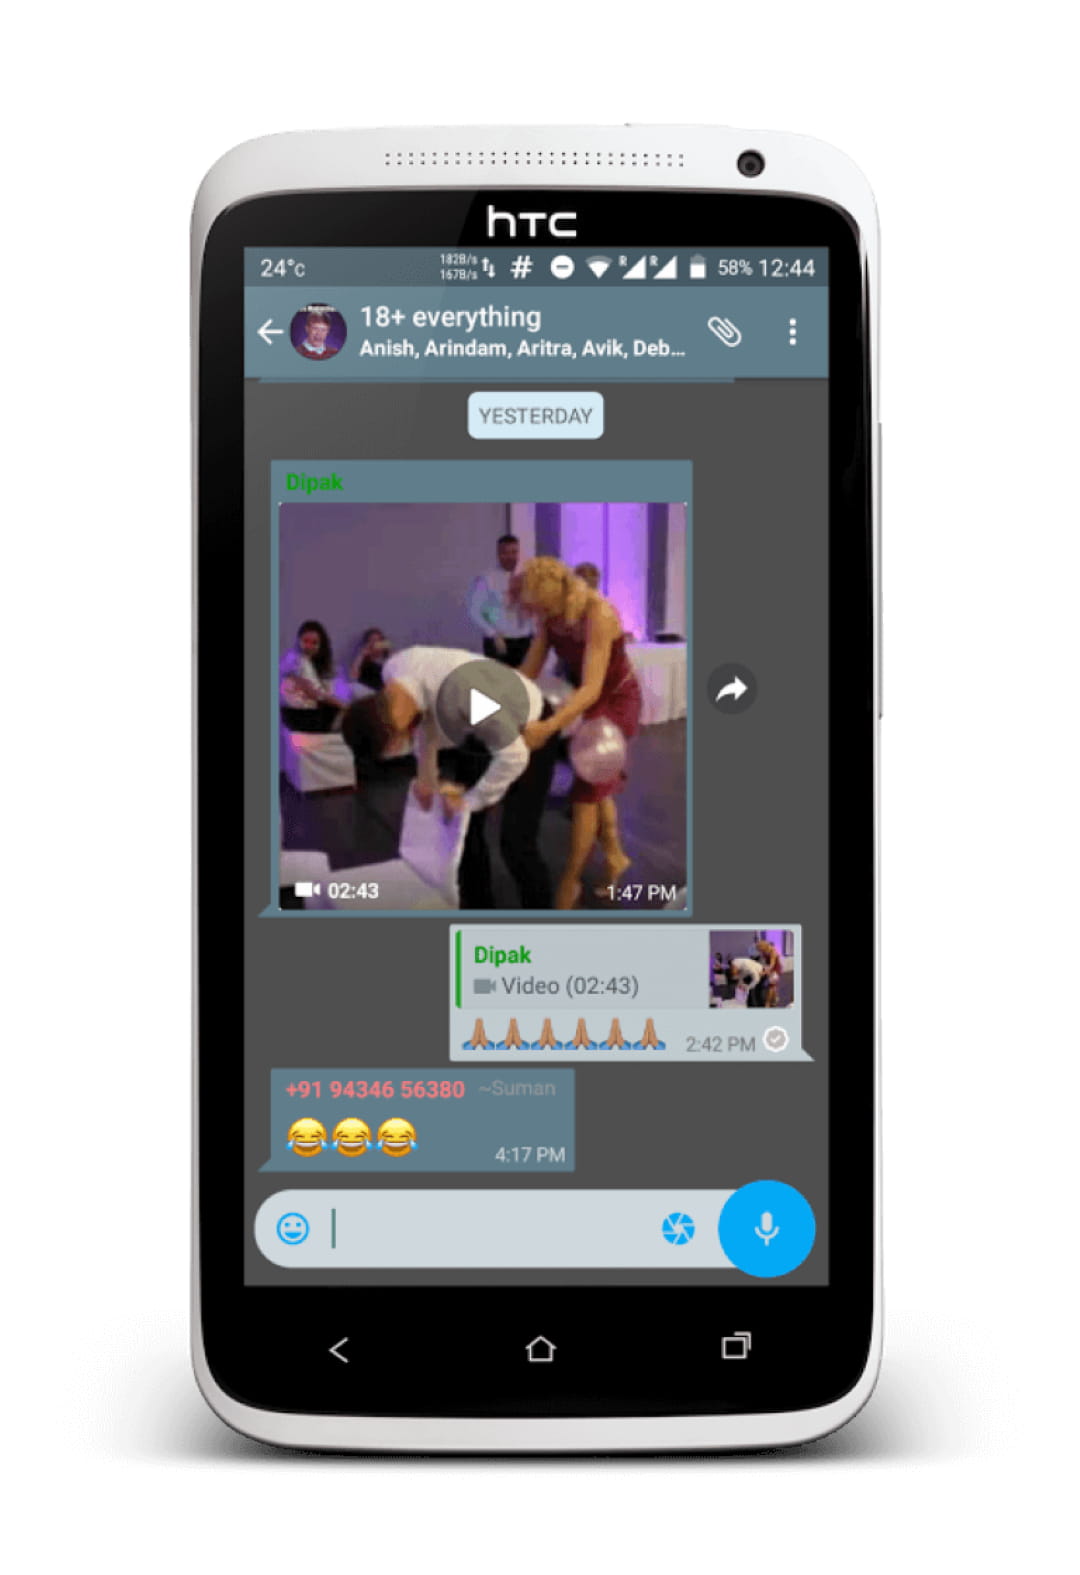 hTC
24°C 182B/s 167B/s # R R 58% 12:44
18+ everything
Anish, Arindam, Aritra, Avik, Deb...
YESTERDAY
Dipak
02:43 1:47 PM
Dipak
Video (02:43)
🙏🏽🙏🏽🙏🏽🙏🏽🙏🏽🙏🏽 2:42 PM
+91 94346 56380 ~Suman
😂😂😂 4:17 PM